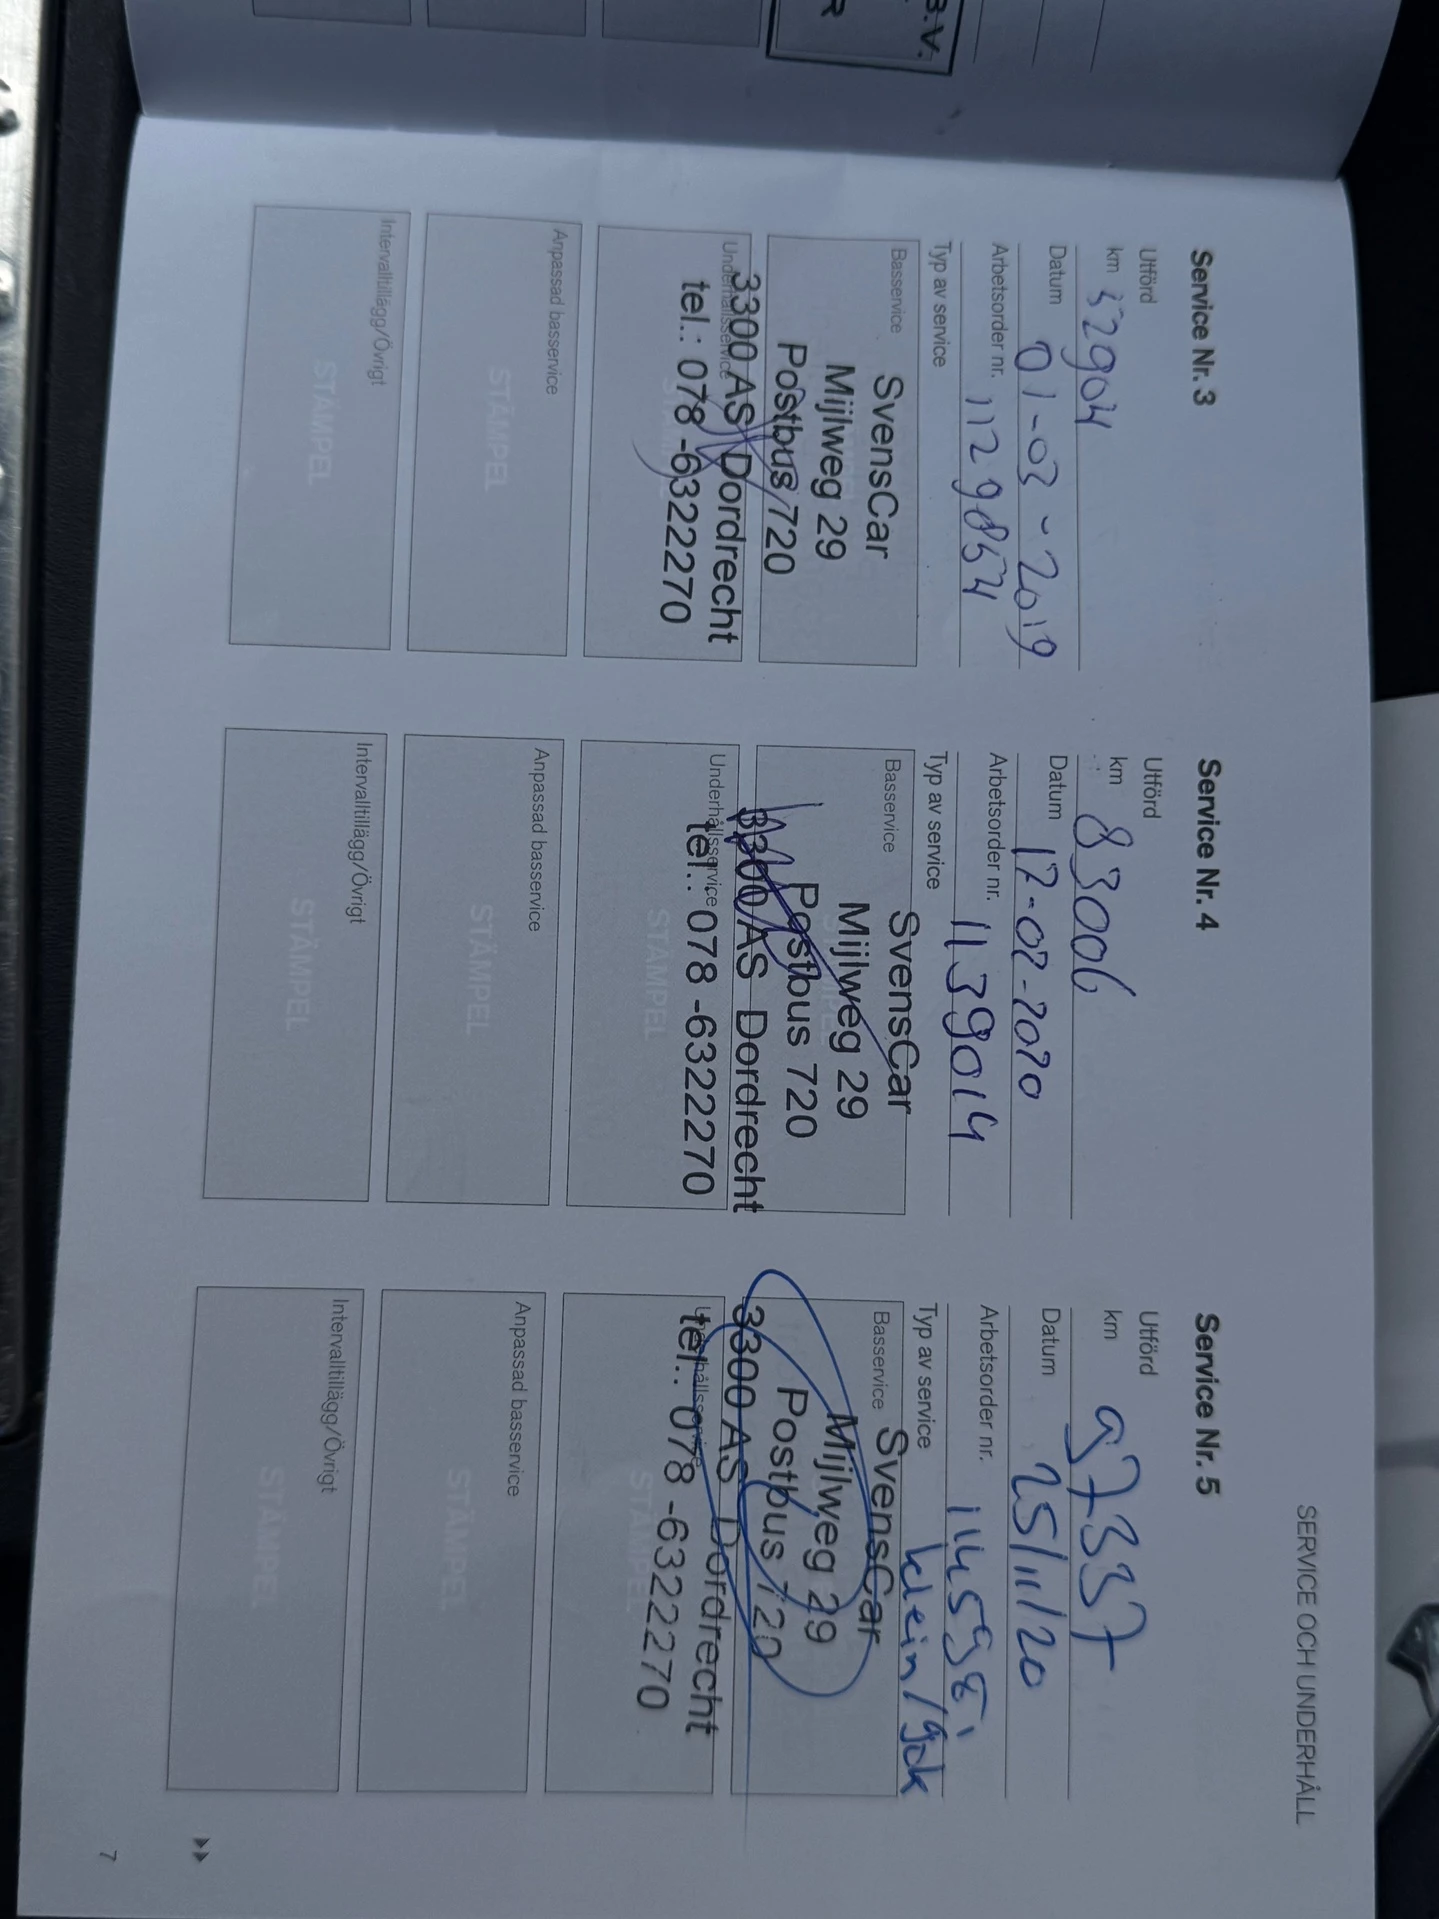 B.V.
R
SERVICE OCH UNDERHÅLL
Service Nr. 3
Utförd
km 32904
Datum 01-03-2019
Arbetsorder nr. 1129854
Typ av service
Basservice
SvensCar
Mijlweg 29
Postbus 720
Underhållsservice
3300 AS Dordrecht
tel.: 078 -6322270
STÄMPEL
Anpassad basservice
STÄMPEL
Intervalltillägg/Övrigt
STÄMPEL
Service Nr. 4
Utförd
km 83006
Datum 17-02-2020
Arbetsorder nr. 1139014
Typ av service
Basservice
SvensCar
Mijlweg 29
Postbus 720
3300 AS Dordrecht
Underhållsservice
tel.: 078 -6322270
STÄMPEL
Anpassad basservice
STÄMPEL
Intervalltillägg/Övrigt
STÄMPEL
Service Nr. 5
Utförd
km 97337
Datum 25/11/20
Arbetsorder nr.
Typ av service klein/
Basservice
SvensCar
Mijlweg 29
Postbus 720
3300 AS Dordrecht
Underhållsservice
tel.: 078 -6322270
STÄMPEL
Anpassad basservice
STÄMPEL
Intervalltillägg/Övrigt
STÄMPEL
7